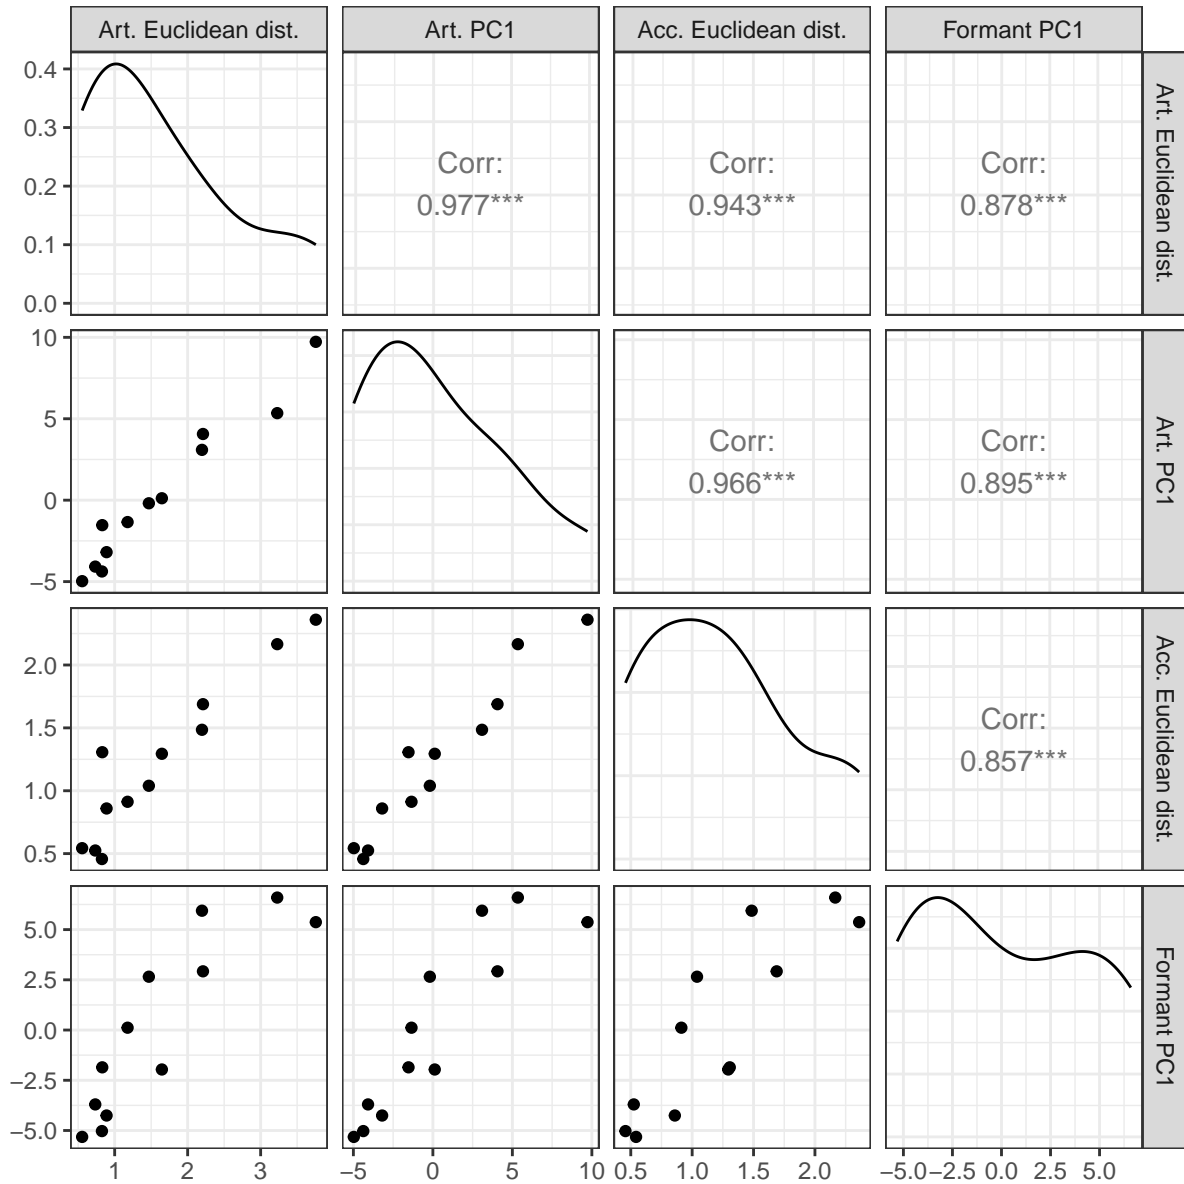 Art. Euclidean dist.
Art. PC1
Acc. Euclidean dist.
Formant PC1
0.4
0.3
0.2
0.1
0.0
Corr:
0.977***
Corr:
0.943***
Corr:
0.878***
Art. Euclidean dist.
10
5
0
−5
Corr:
0.966***
Corr:
0.895***
Art. PC1
2.0
1.5
1.0
0.5
Corr:
0.857***
Acc. Euclidean dist.
5.0
2.5
0.0
−2.5
−5.0
Formant PC1
1 2 3
−5 0 5 10
0.5 1.0 1.5 2.0
−5.0 −2.5 0.0 2.5 5.0